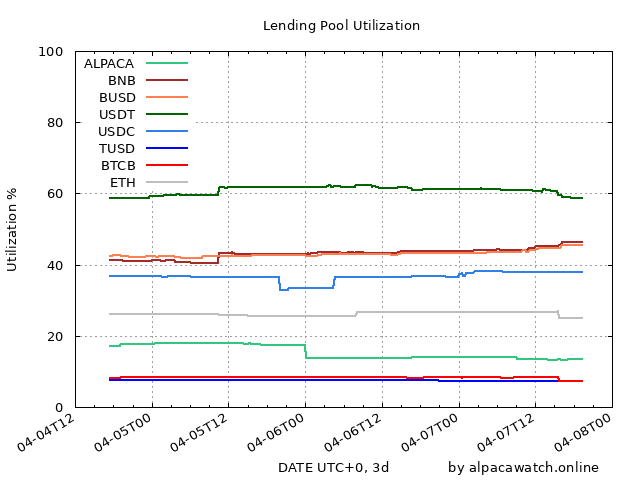 Lending Pool Utilization
Utilization %
100
80
60
40
20
0
ALPACA
BNB
BUSD
USDT
USDC
TUSD
BTCB
ETH
04-04T12
04-05T00
04-05T12
04-06T00
04-06T12
04-07T00
04-07T12
04-08T00
DATE UTC+0, 3d
by alpacawatch.online